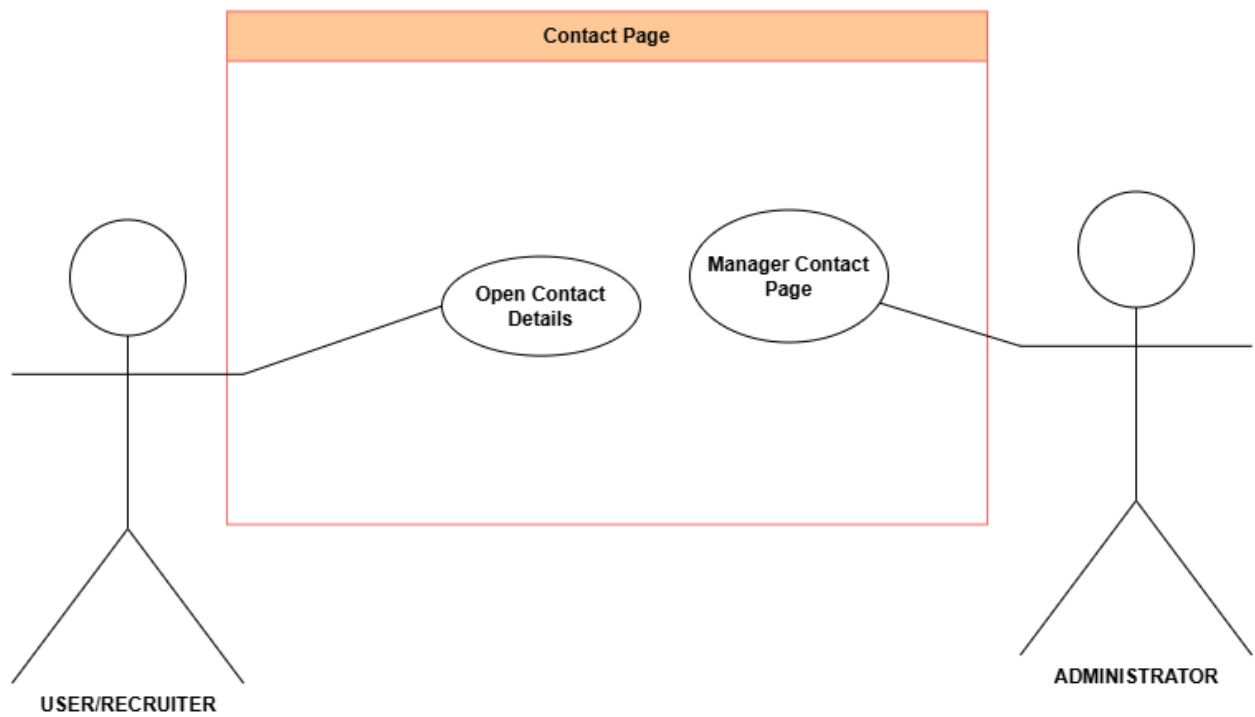 Contact Page
Open Contact
Details
Manager Contact
Page
USER/RECRUITER
ADMINISTRATOR